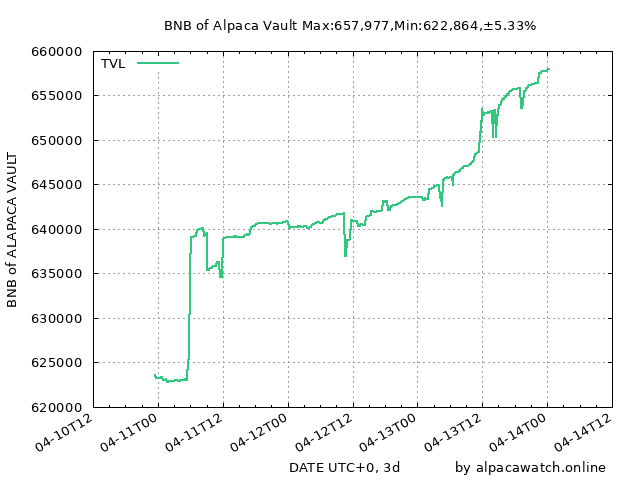 BNB of Alpaca Vault Max:657,977,Min:622,864,±5.33%
TVL
BNB of ALAPACA VAULT
660000
655000
650000
645000
640000
635000
630000
625000
620000
04-10T12
04-11T00
04-11T12
04-12T00
04-12T12
04-13T00
04-13T12
04-14T00
04-14T12
DATE UTC+0, 3d
by alpacawatch.online